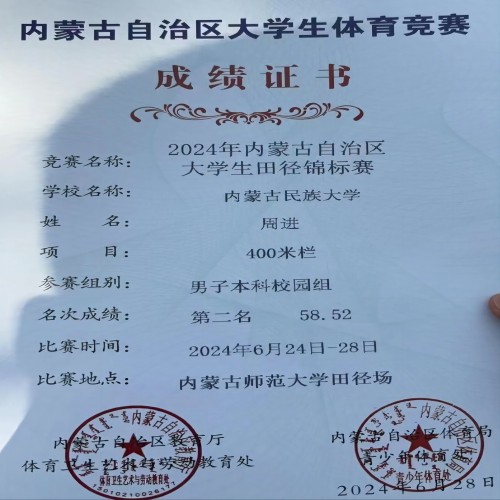 内蒙古自治区大学生体育竞赛
成绩证书
竞赛名称： 2024年内蒙古自治区
大学生田径锦标赛
学校名称： 内蒙古民族大学
姓 名： 周进
项 目： 400米栏
参赛组别： 男子本科校园组
名次成绩： 第二名 58.52
比赛时间： 2024年6月24日-28日
比赛地点： 内蒙古师范大学田径场
内蒙古自治区教育厅
内蒙古自治区体育局
2024年6月28日
体育卫生艺术与劳动教育处
青少年体育处